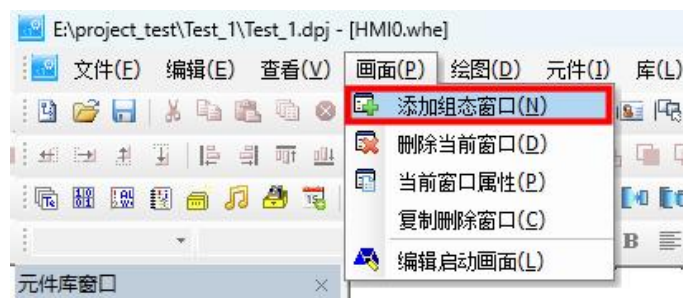 E:\project_test\Test_1\Test_1.dpj - [HMI0.whe]
文件(F) 编辑(E) 查看(V) 画面(P) 绘图(D) 元件(I) 库(L)
添加组态窗口(N)
删除当前窗口(D)
当前窗口属性(P)
复制删除窗口(C)
编辑启动画面(L)
B
元件库窗口